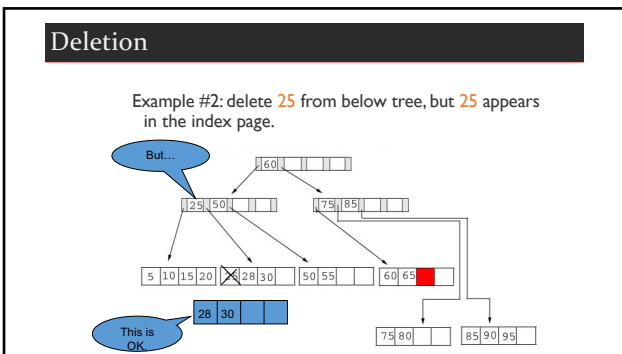 Deletion
Example #2: delete 25 from below tree, but 25 appears
in the index page.
But...
60
25 50
75 85
5 10 15 20
25 28 30
50 55
60 65
28 30
This is
OK.
75 80
85 90 95